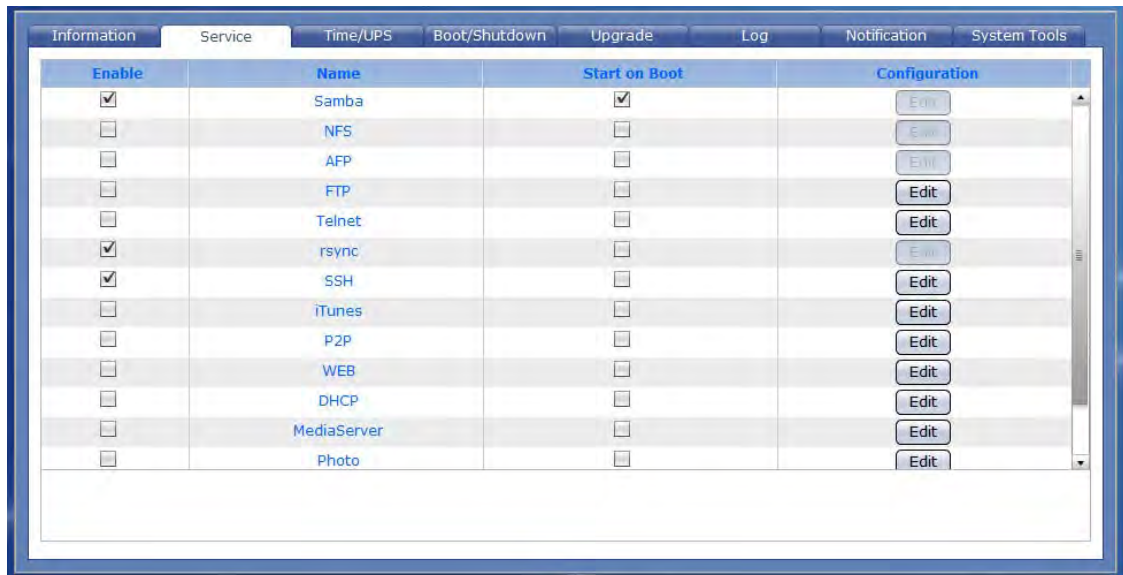 Information Service Time/UPS Boot/Shutdown Upgrade Log Notification System Tools
Enable Name Start on Boot Configuration
Samba Edit
NFS Edit
AFP Edit
FTP Edit
Telnet Edit
rsync Edit
SSH Edit
iTunes Edit
P2P Edit
WEB Edit
DHCP Edit
MediaServer Edit
Photo Edit